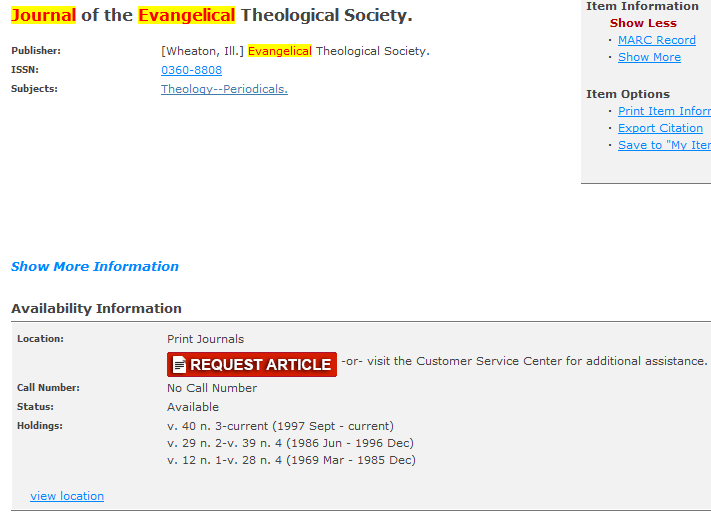 Journal of the Evangelical Theological Society.
Publisher: [Wheaton, Ill.] Evangelical Theological Society.
ISSN: 0360-8808
Subjects: Theology--Periodicals.
Item Information
Show Less
· MARC Record
· Show More
Item Options
· Print Item
· Export Citation
· Save to "My
Show More Information
Availability Information
Location: Print Journals
REQUEST ARTICLE -or- visit the Customer Service Center for additional assistance.
Call Number: No Call Number
Status: Available
Holdings: v. 40 n. 3-current (1997 Sept - current)
v. 29 n. 2-v. 39 n. 4 (1986 Jun - 1996 Dec)
v. 12 n. 1-v. 28 n. 4 (1969 Mar - 1985 Dec)
view location